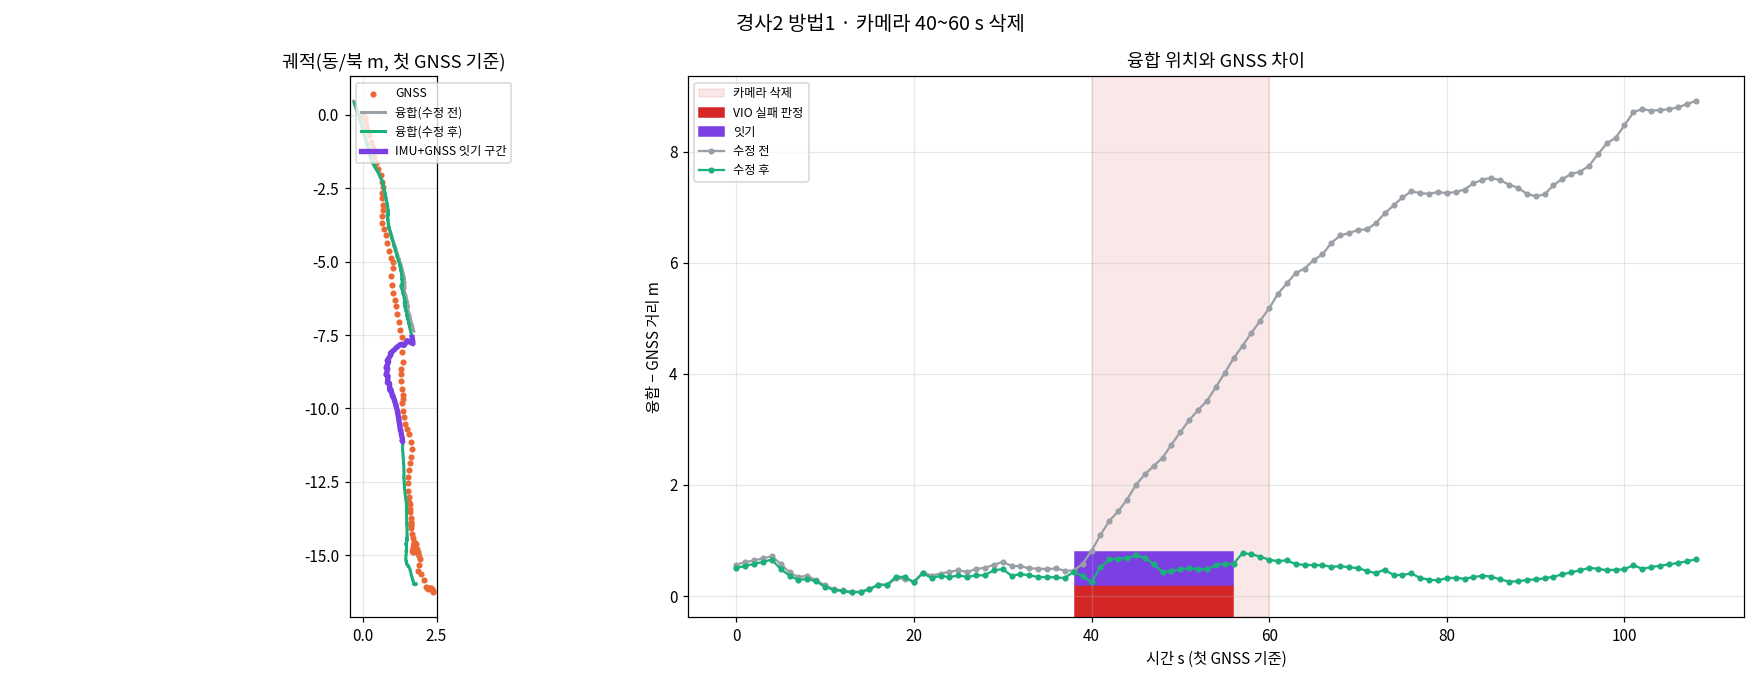 경사2 방법1 · 카메라 40~60 s 삭제
궤적(동/북 m, 첫 GNSS 기준)
GNSS
융합(수정 전)
융합(수정 후)
IMU+GNSS 잇기 구간
0.0
-2.5
-5.0
-7.5
-10.0
-12.5
-15.0
0.0 2.5
융합 위치와 GNSS 차이
카메라 삭제
VIO 실패 판정
잇기
수정 전
수정 후
융합 − GNSS 거리 m
8
6
4
2
0
0 20 40 60 80 100
시간 s (첫 GNSS 기준)